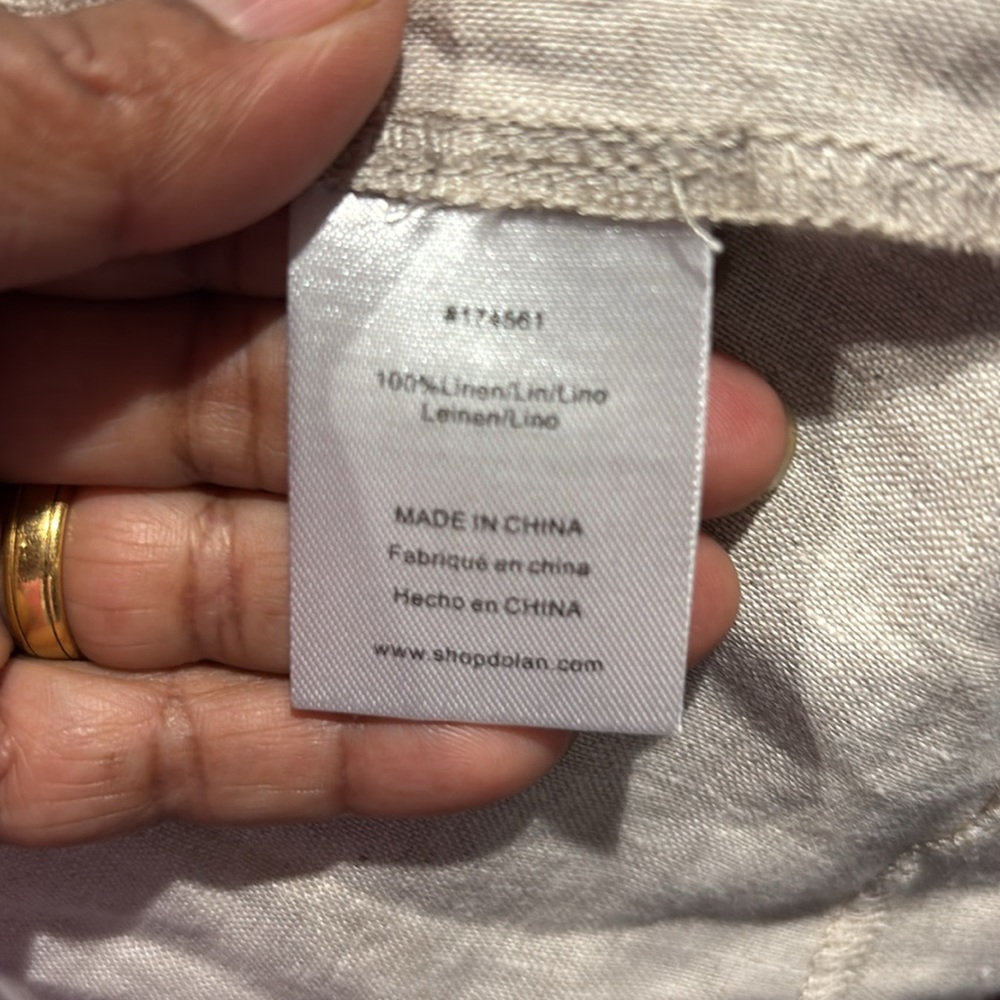 #174561
100%Linen/Lin/Lino
Leinen/Lino
MADE IN CHINA
Fabriqué en china
Hecho en CHINA
www.shopdolan.com